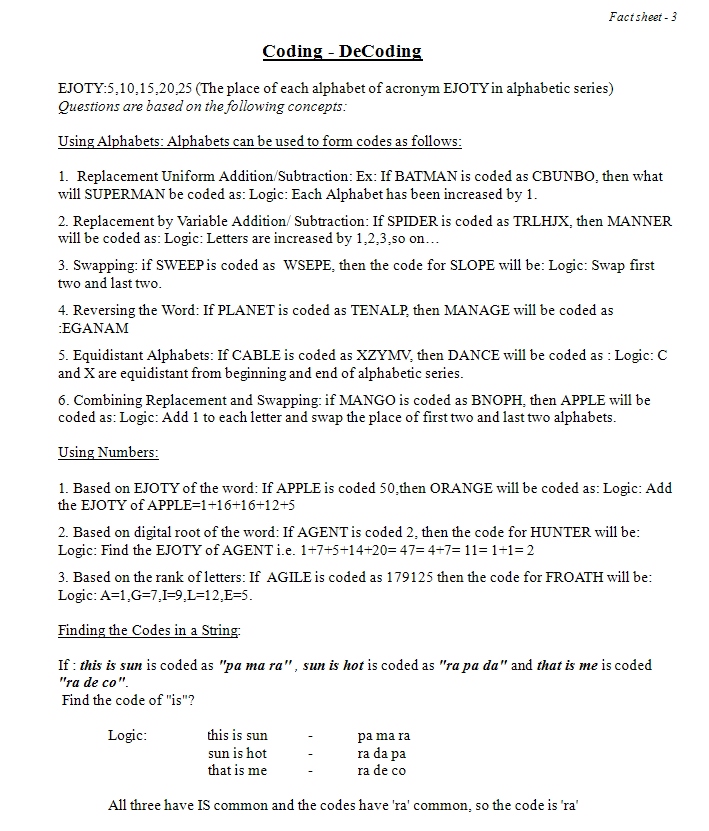 Fact sheet - 3
Coding - DeCoding
EJOTY:5,10,15,20,25 (The place of each alphabet of acronym EJOTY in alphabetic series)
Questions are based on the following concepts:
Using Alphabets: Alphabets can be used to form codes as follows:
1. Replacement Uniform Addition/Subtraction: Ex: If BATMAN is coded as CBUNBO, then what
will SUPERMAN be coded as: Logic: Each Alphabet has been increased by 1.
2. Replacement by Variable Addition/ Subtraction: If SPIDER is coded as TRLHJX, then MANNER
will be coded as: Logic: Letters are increased by 1,2,3,so on…
3. Swapping: if SWEEP is coded as WSEPE, then the code for SLOPE will be: Logic: Swap first
two and last two.
4. Reversing the Word: If PLANET is coded as TENALP, then MANAGE will be coded as
:EGANAM
5. Equidistant Alphabets: If CABLE is coded as XZYMV, then DANCE will be coded as : Logic: C
and X are equidistant from beginning and end of alphabetic series.
6. Combining Replacement and Swapping: if MANGO is coded as BNOPH, then APPLE will be
coded as: Logic: Add 1 to each letter and swap the place of first two and last two alphabets.
Using Numbers:
1. Based on EJOTY of the word: If APPLE is coded 50,then ORANGE will be coded as: Logic: Add
the EJOTY of APPLE=1+16+16+12+5
2. Based on digital root of the word: If AGENT is coded 2, then the code for HUNTER will be:
Logic: Find the EJOTY of AGENT i.e. 1+7+5+14+20= 47= 4+7= 11= 1+1= 2
3. Based on the rank of letters: If AGILE is coded as 179125 then the code for FROATH will be:
Logic: A=1,G=7,I=9,L=12,E=5.
Finding the Codes in a String:
If : this is sun is coded as "pa ma ra" , sun is hot is coded as "ra pa da" and that is me is coded
"ra de co".
Find the code of "is"?
Logic: this is sun - pa ma ra
sun is hot - ra da pa
that is me - ra de co
All three have IS common and the codes have 'ra' common, so the code is 'ra'